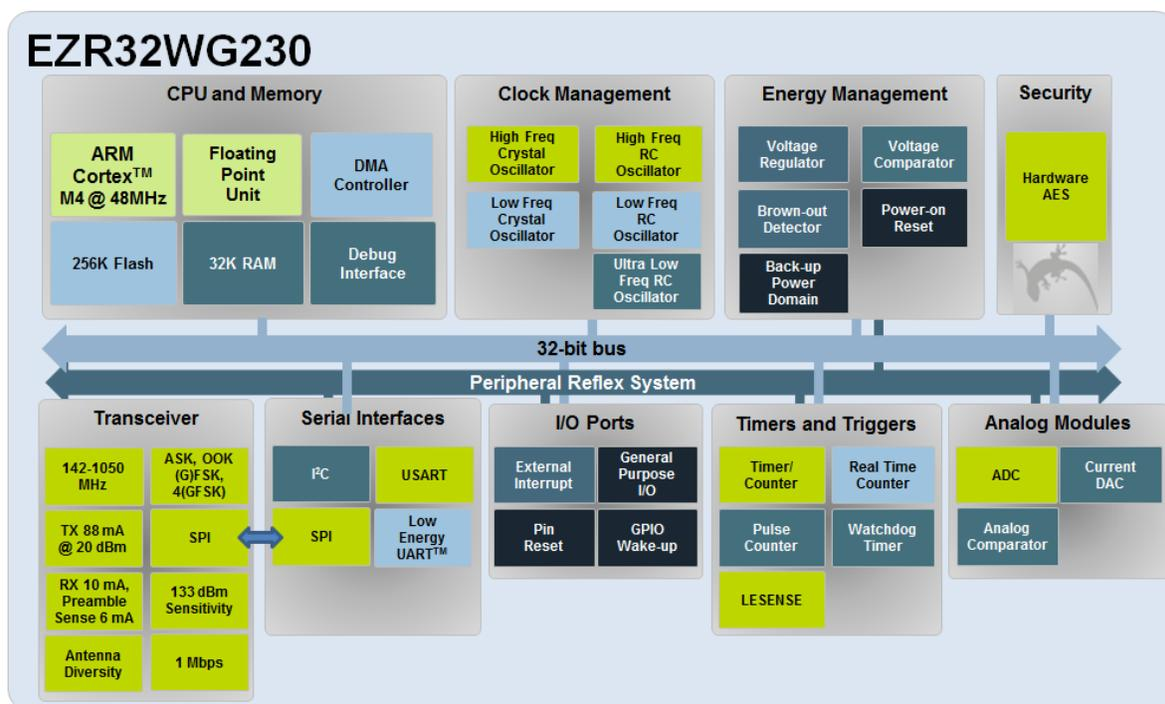 EZR32WG230
CPU and Memory
ARM
Cortex™
M4 @ 48MHz
Floating
Point
Unit
DMA
Controller
256K Flash
32K RAM
Debug
Interface
Clock Management
High Freq
Crystal
Oscillator
High Freq
RC
Oscillator
Low Freq
Crystal
Oscillator
Low Freq
RC
Oscillator
Ultra Low
Freq RC
Oscillator
Energy Management
Voltage
Regulator
Voltage
Comparator
Brown-out
Detector
Power-on
Reset
Back-up
Power
Domain
Security
Hardware
AES
32-bit bus
Peripheral Reflex System
Transceiver
142-1050
MHz
ASK, OOK
(G)FSK,
4(GFSK)
TX 88 mA
@ 20 dBm
SPI
RX 10 mA,
Preamble
Sense 6 mA
133 dBm
Sensitivity
Antenna
Diversity
1 Mbps
Serial Interfaces
I²C
USART
SPI
Low
Energy
UART™
I/O Ports
External
Interrupt
General
Purpose
I/O
Pin
Reset
GPIO
Wake-up
Timers and Triggers
Timer/
Counter
Real Time
Counter
Pulse
Counter
Watchdog
Timer
LESENSE
Analog Modules
ADC
Current
DAC
Analog
Comparator